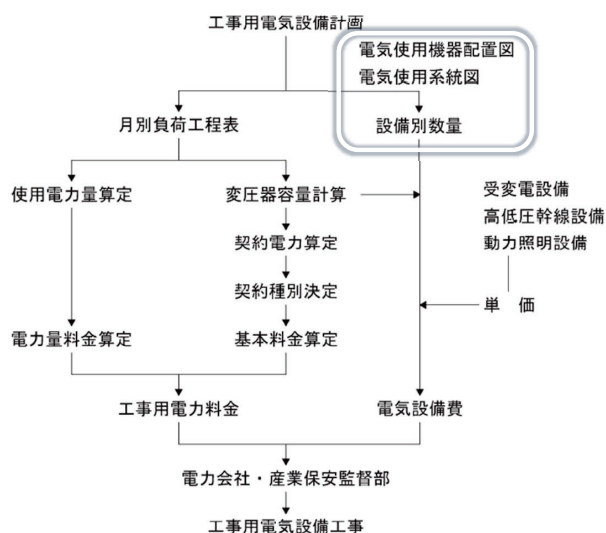 工事用電気設備計画
電気使用機器配置図
電気使用系統図
月別負荷工程表
設備別数量
使用電力量算定
変圧器容量計算
受変電設備
高低圧幹線設備
動力照明設備
契約電力算定
契約種別決定
単　価
電力量料金算定
基本料金算定
工事用電力料金
電気設備費
電力会社・産業保安監督部
工事用電気設備工事